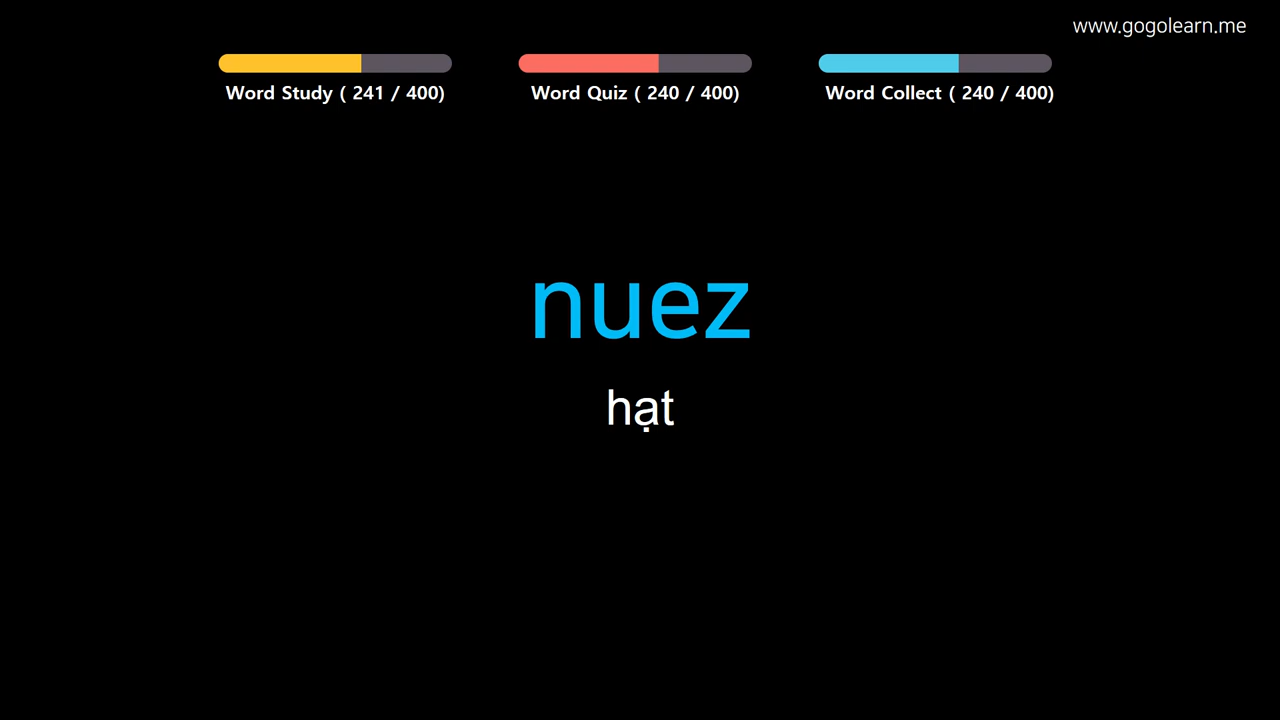 www.gogolearn.me
Word Study ( 241 / 400)
Word Quiz ( 240 / 400)
Word Collect ( 240 / 400)
nuez
hạt